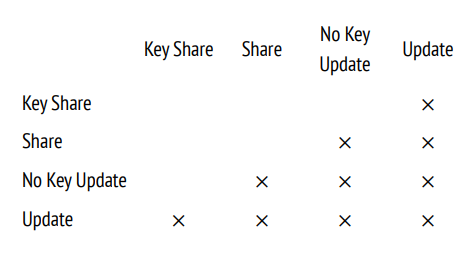 Key Share Share No Key Update Update
Key Share ×
Share × ×
No Key Update × × ×
Update × × × ×